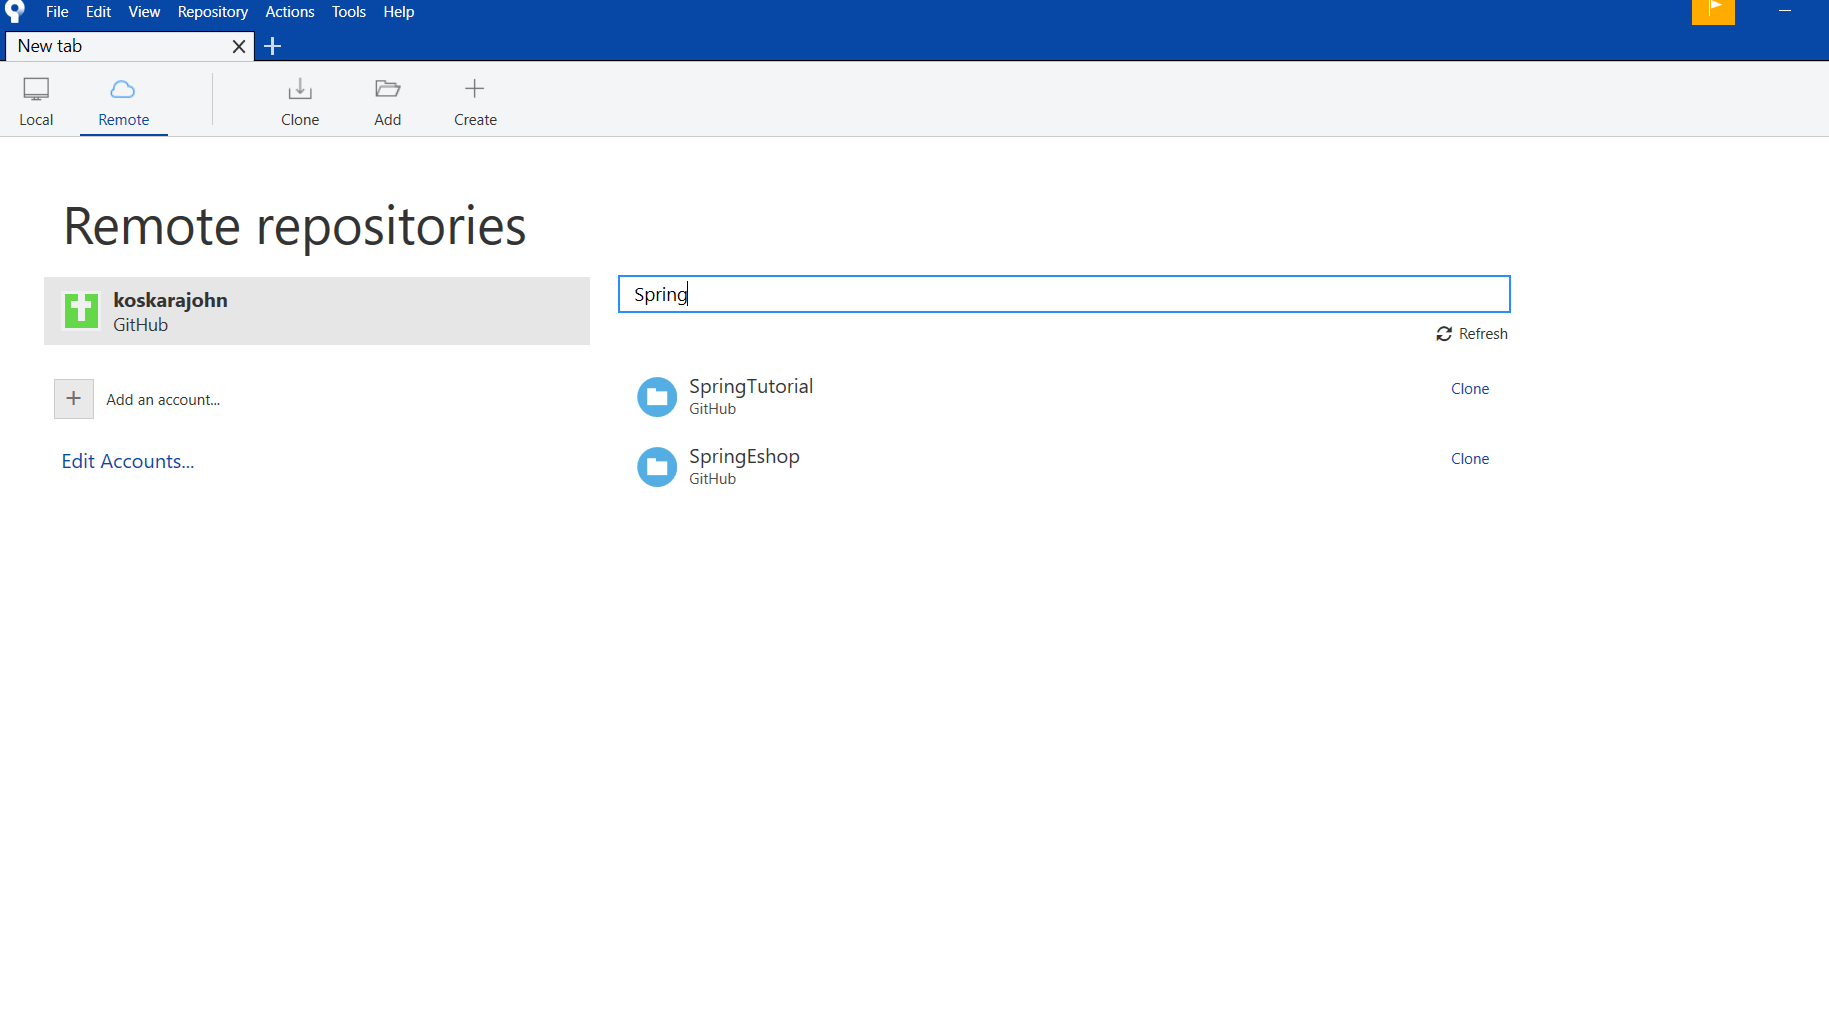 File Edit View Repository Actions Tools Help
New tab
Local Remote Clone Add Create
Remote repositories
koskarajohn
GitHub
Add an account...
Edit Accounts...
Spring
Refresh
SpringTutorial
GitHub
Clone
SpringEshop
GitHub
Clone